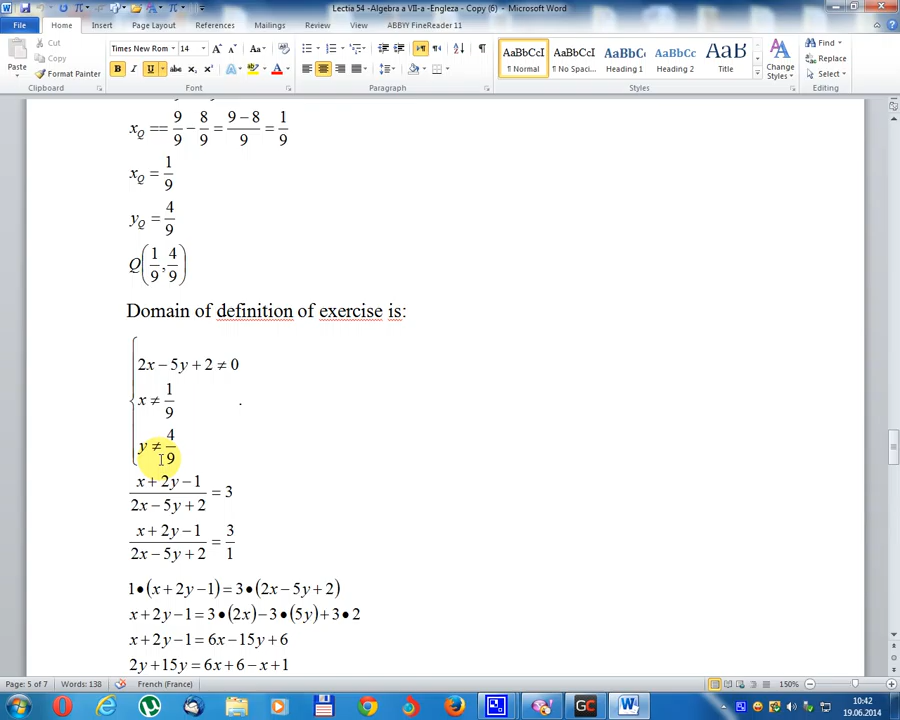 Lectia 54 -Algebra a VII-a -Engleza - Copy (6) - Microsoft Word
File Home Insert Page Layout References Mailings Review View ABBYY FineReader 11
Cut
Copy
Format Painter
Paste
Clipboard
Times New Rom 14
B I U abc x₂ x² A
Font
Paragraph
AaBbCcI AaBbCcI AaBbC AaBbCc AaB
¶ Normal ¶ No Spaci... Heading 1 Heading 2 Title
Change Styles
Styles
Find
Replace
Select
Editing
x_Q == 9/9 − 8/9 = (9−8)/9 = 1/9
x_Q = 1/9
y_Q = 4/9
Q(1/9, 4/9)
Domain of definition of exercise is:
{ 2x − 5y + 2 ≠ 0
x ≠ 1/9 .
y ≠ 4/9
(x+2y−1)/(2x−5y+2) = 3
(x+2y−1)/(2x−5y+2) = 3/1
1•(x+2y−1)=3•(2x−5y+2)
x+2y−1=3•(2x)−3•(5y)+3•2
x+2y−1=6x−15y+6
2y+15y=6x+6−x+1
Page: 5 of 7 Words: 138 French (France) 150%
GC W 10:42
19.06.2014